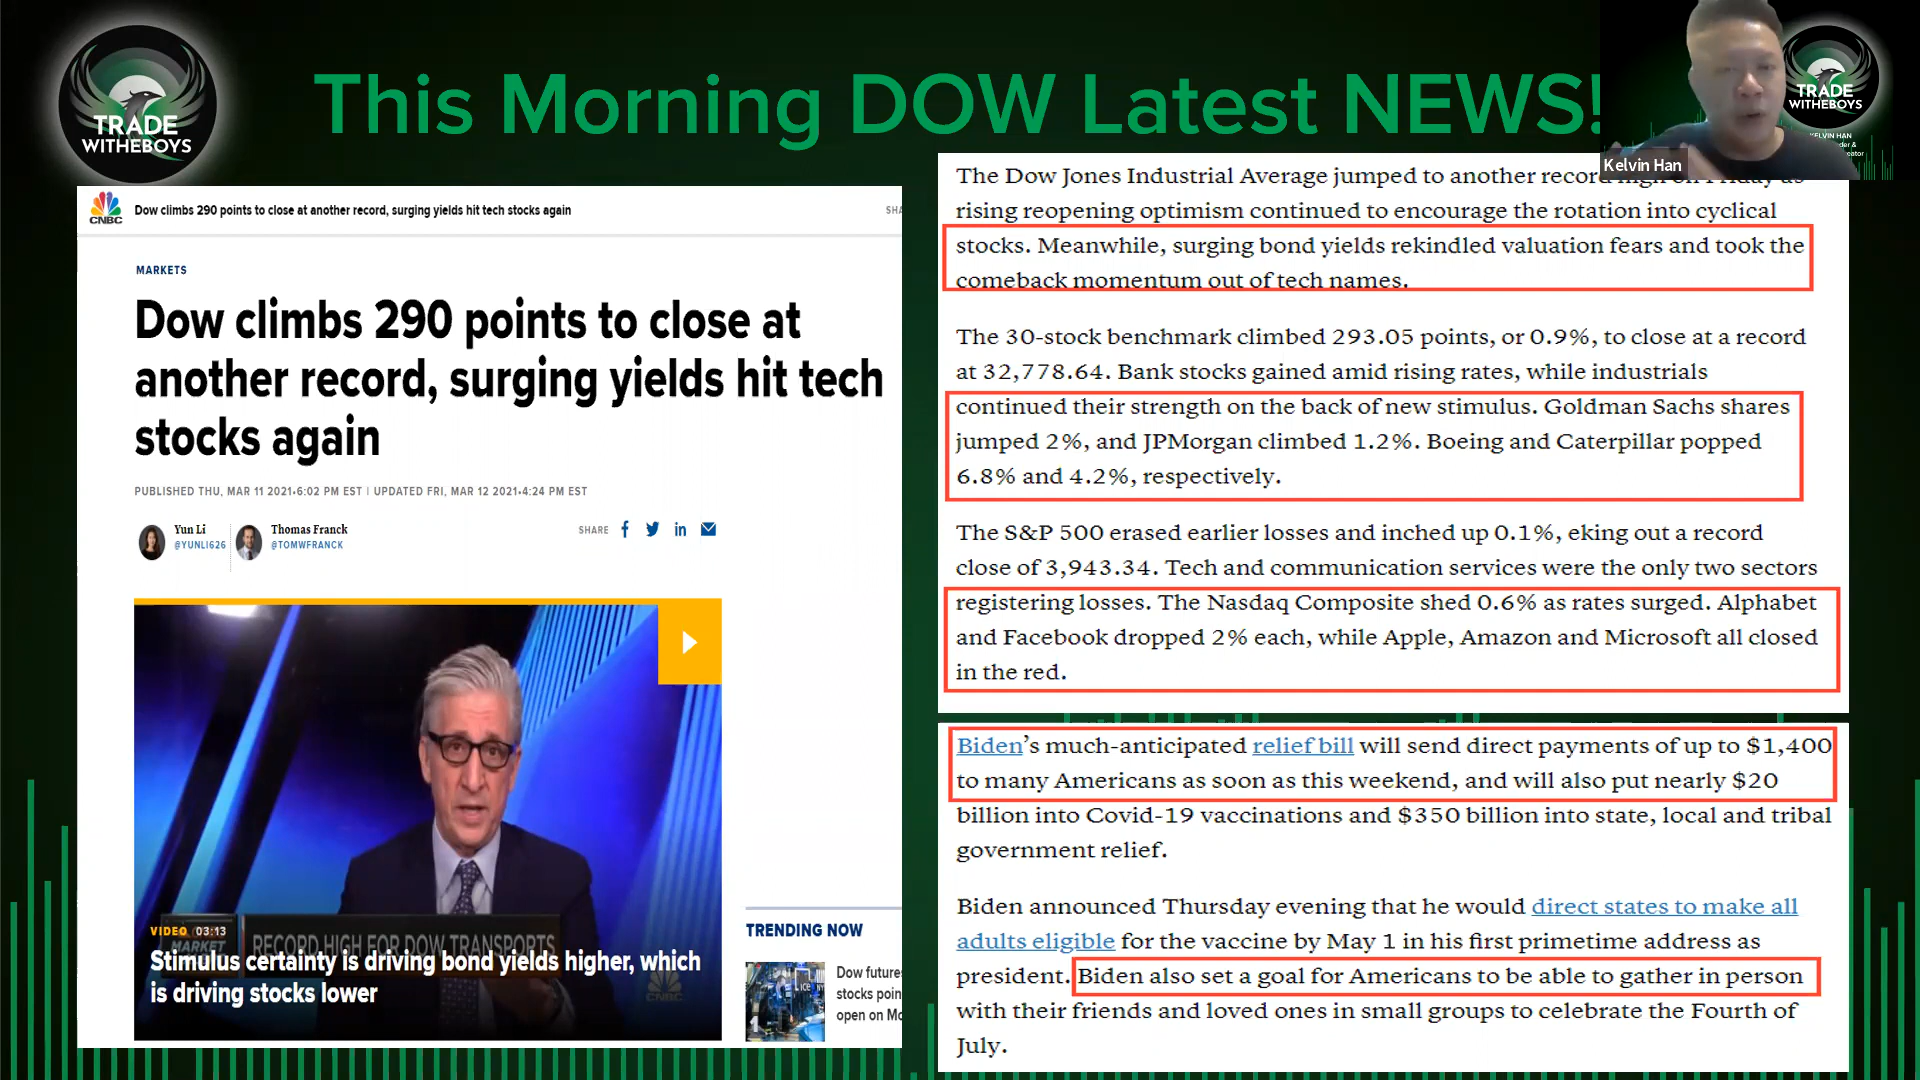 TRADE
WITHEBOYS
This Morning DOW Latest NEWS!
TRADE
WITHEBOYS
KELVIN HAN
Kelvin Han
CNBC
Dow climbs 290 points to close at another record, surging yields hit tech stocks again
MARKETS
Dow climbs 290 points to close at
another record, surging yields hit tech
stocks again
PUBLISHED THU, MAR 11 2021•6:02 PM EST | UPDATED FRI, MAR 12 2021•4:24 PM EST
Yun Li
@YUNLI626
Thomas Franck
@TOMWFRANCK
SHARE
VIDEO 03:13
MARKET
RECORD HIGH FOR DOW TRANSPORTS
Stimulus certainty is driving bond yields higher, which
is driving stocks lower
CNBC
TRENDING NOW
Dow future
stocks poin
open on Mo
The Dow Jones Industrial Average jumped to another record high on Friday as
rising reopening optimism continued to encourage the rotation into cyclical
stocks. Meanwhile, surging bond yields rekindled valuation fears and took the
comeback momentum out of tech names.
The 30-stock benchmark climbed 293.05 points, or 0.9%, to close at a record
at 32,778.64. Bank stocks gained amid rising rates, while industrials
continued their strength on the back of new stimulus. Goldman Sachs shares
jumped 2%, and JPMorgan climbed 1.2%. Boeing and Caterpillar popped
6.8% and 4.2%, respectively.
The S&P 500 erased earlier losses and inched up 0.1%, eking out a record
close of 3,943.34. Tech and communication services were the only two sectors
registering losses. The Nasdaq Composite shed 0.6% as rates surged. Alphabet
and Facebook dropped 2% each, while Apple, Amazon and Microsoft all closed
in the red.
Biden’s much-anticipated relief bill will send direct payments of up to $1,400
to many Americans as soon as this weekend, and will also put nearly $20
billion into Covid-19 vaccinations and $350 billion into state, local and tribal
government relief.
Biden announced Thursday evening that he would direct states to make all
adults eligible for the vaccine by May 1 in his first primetime address as
president. Biden also set a goal for Americans to be able to gather in person
with their friends and loved ones in small groups to celebrate the Fourth of
July.